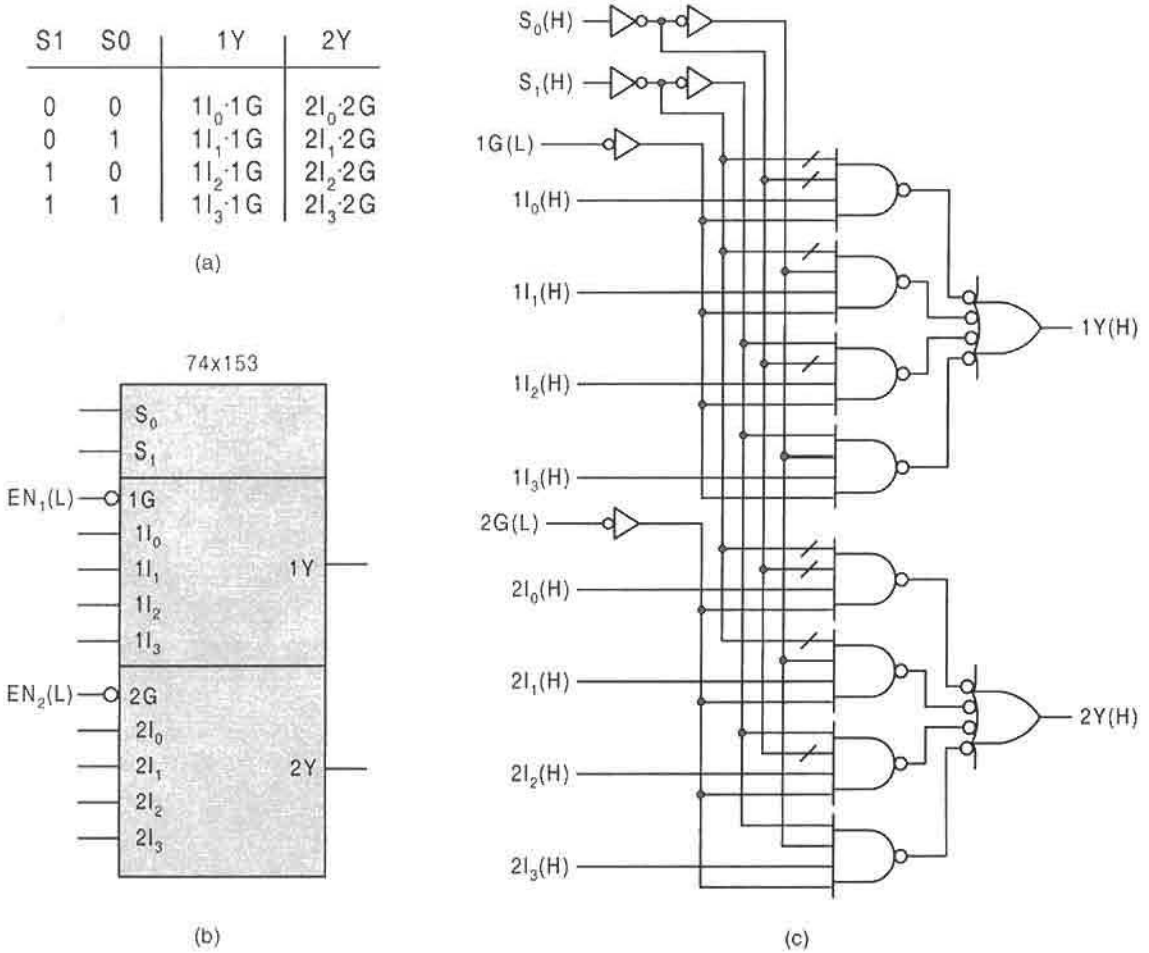 S1 S0 1Y 2Y
0 0 1I₀·1G 2I₀·2G
0 1 1I₁·1G 2I₁·2G
1 0 1I₂·1G 2I₂·2G
1 1 1I₃·1G 2I₃·2G
(a)
74x153
S₀
S₁
EN₁(L) 1G
1I₀
1I₁
1Y
1I₂
1I₃
EN₂(L) 2G
2I₀
2I₁
2Y
2I₂
2I₃
(b)
S₀(H)
S₁(H)
1G(L)
1I₀(H)
1I₁(H)
1Y(H)
1I₂(H)
1I₃(H)
2G(L)
2I₀(H)
2I₁(H)
2Y(H)
2I₂(H)
2I₃(H)
(c)